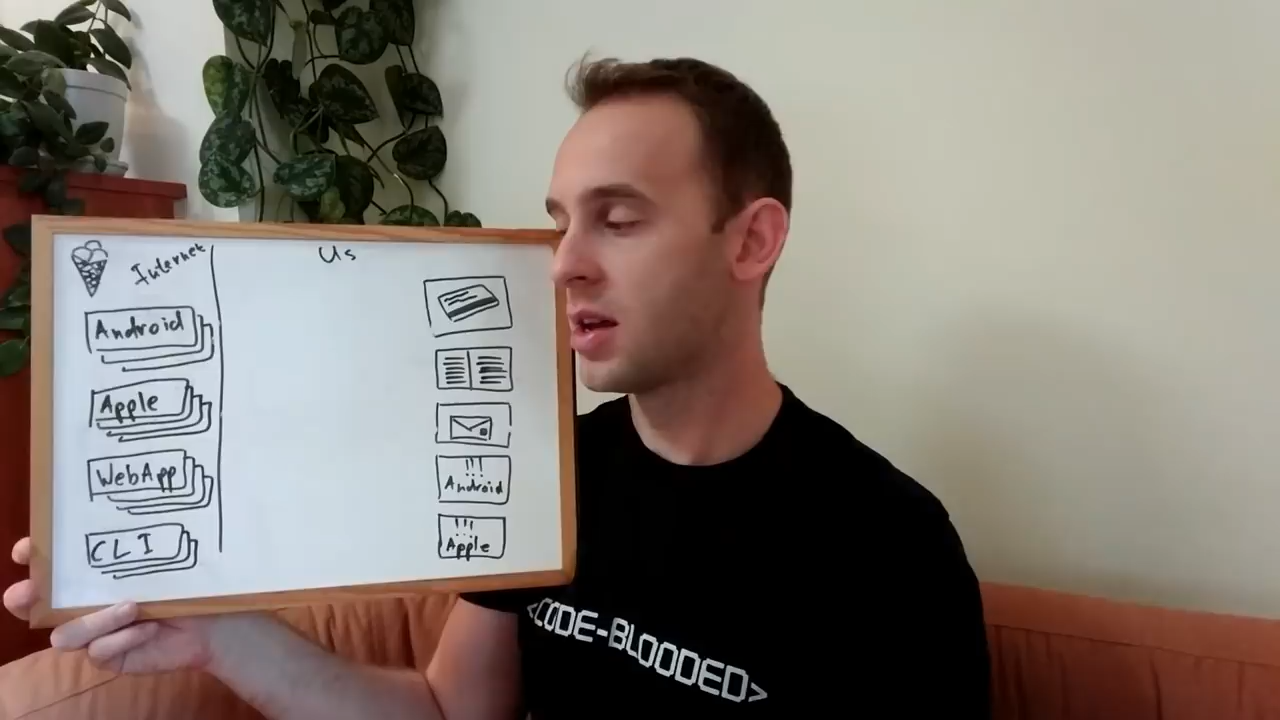 Internet
Us
Android
Apple
WebApp
CLI
!!!
Android
!!!
Apple
<CODE-BLOODED>